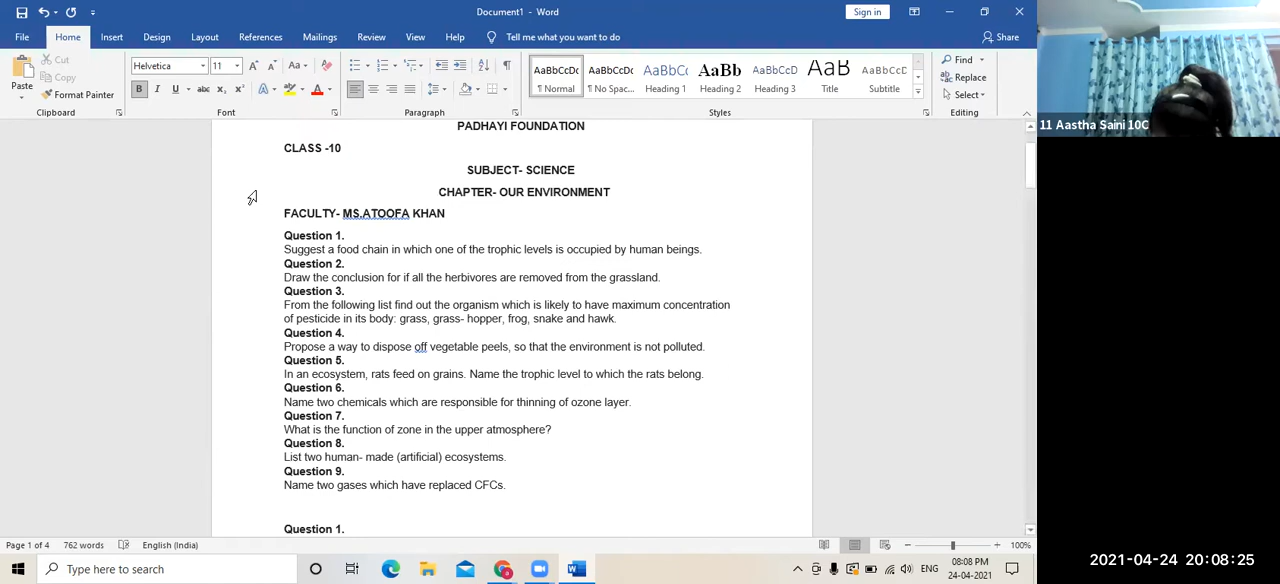 Document1 - Word
Sign in
File Home Insert Design Layout References Mailings Review View Help Tell me what you want to do Share
Paste
Cut
Copy
Format Painter
Clipboard
Helvetica 11
Font
Paragraph
AaBbCcDc AaBbCcDc AaBbCc AaBb AaBbCcD AaB AaBbCcD
¶ Normal ¶ No Spac... Heading 1 Heading 2 Heading 3 Title Subtitle
Styles
Find
Replace
Select
Editing
11 Aastha Saini 10C
PADHAYI FOUNDATION
CLASS -10
SUBJECT- SCIENCE
CHAPTER- OUR ENVIRONMENT
FACULTY- MS.ATOOFA KHAN
Question 1.
Suggest a food chain in which one of the trophic levels is occupied by human beings.
Question 2.
Draw the conclusion for if all the herbivores are removed from the grassland.
Question 3.
From the following list find out the organism which is likely to have maximum concentration
of pesticide in its body: grass, grass- hopper, frog, snake and hawk.
Question 4.
Propose a way to dispose off vegetable peels, so that the environment is not polluted.
Question 5.
In an ecosystem, rats feed on grains. Name the trophic level to which the rats belong.
Question 6.
Name two chemicals which are responsible for thinning of ozone layer.
Question 7.
What is the function of zone in the upper atmosphere?
Question 8.
List two human- made (artificial) ecosystems.
Question 9.
Name two gases which have replaced CFCs.
Question 1.
Page 1 of 4 762 words English (India) 100%
Type here to search
ENG
08:08 PM
24-04-2021
2021-04-24 20:08:25